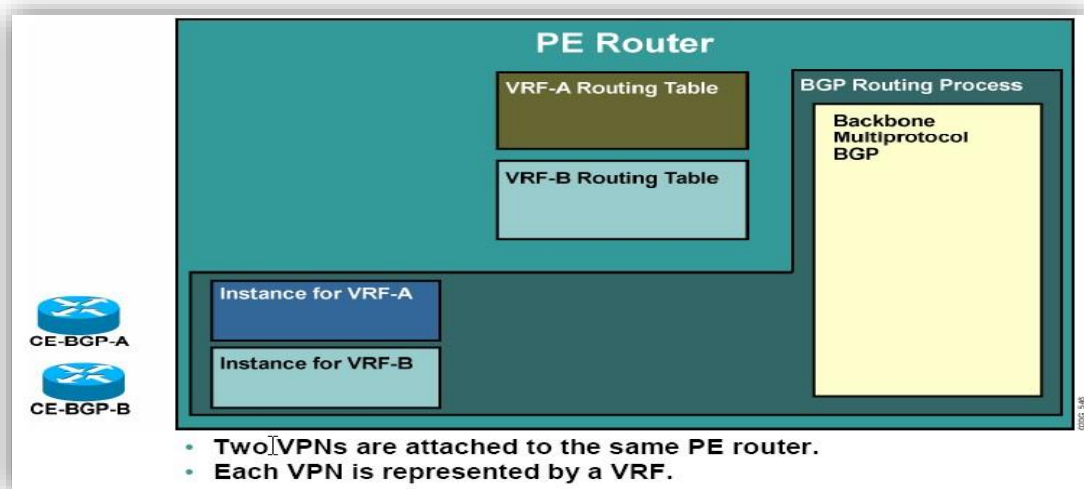 PE Router
VRF-A Routing Table
BGP Routing Process
Backbone
Multiprotocol
BGP
VRF-B Routing Table
Instance for VRF-A
CE-BGP-A
Instance for VRF-B
CE-BGP-B
• Two VPNs are attached to the same PE router.
• Each VPN is represented by a VRF.